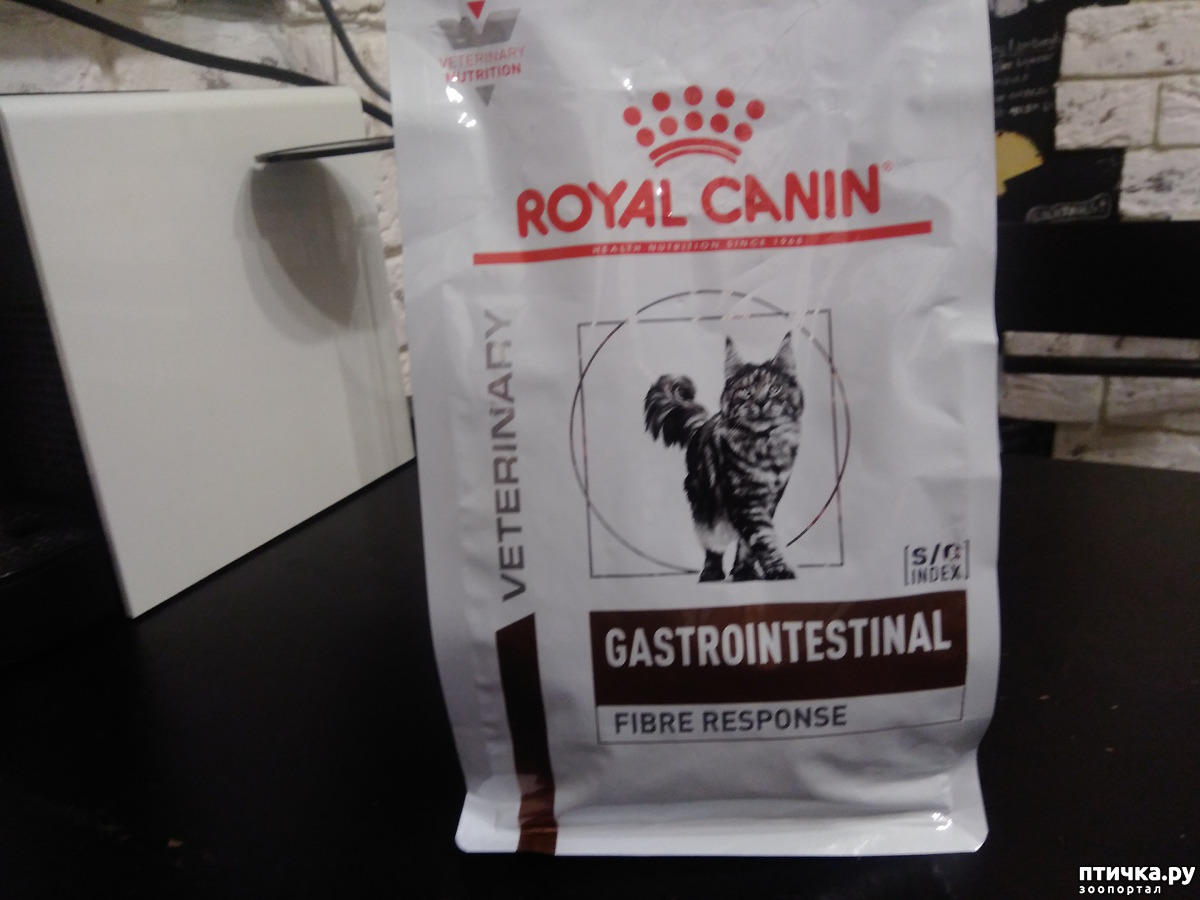 VETERINARY
NUTRITION
ROYAL CANIN®
HEALTH NUTRITION SINCE 1968
VETERINARY
S/O
INDEX
GASTROINTESTINAL
FIBRE RESPONSE
птичка.ру
зоопортал